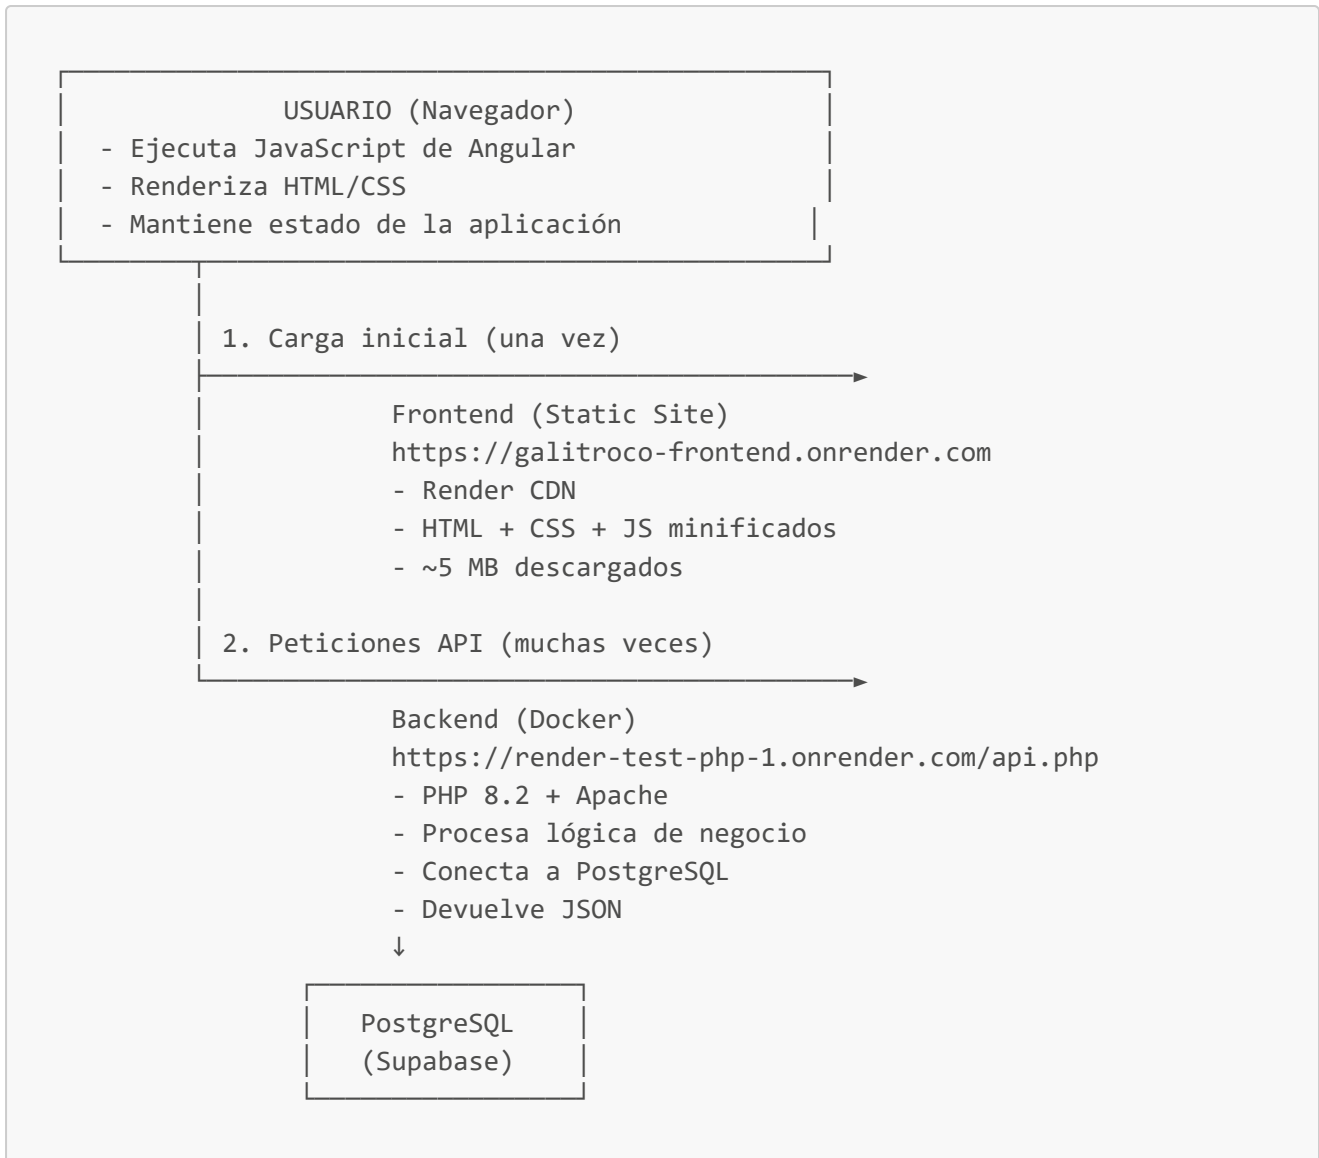 USUARIO (Navegador)
- Ejecuta JavaScript de Angular
- Renderiza HTML/CSS
- Mantiene estado de la aplicación
1. Carga inicial (una vez)
Frontend (Static Site)
https://galitroco-frontend.onrender.com
- Render CDN
- HTML + CSS + JS minificados
- ~5 MB descargados
2. Peticiones API (muchas veces)
Backend (Docker)
https://render-test-php-1.onrender.com/api.php
- PHP 8.2 + Apache
- Procesa lógica de negocio
- Conecta a PostgreSQL
- Devuelve JSON
↓
PostgreSQL
(Supabase)